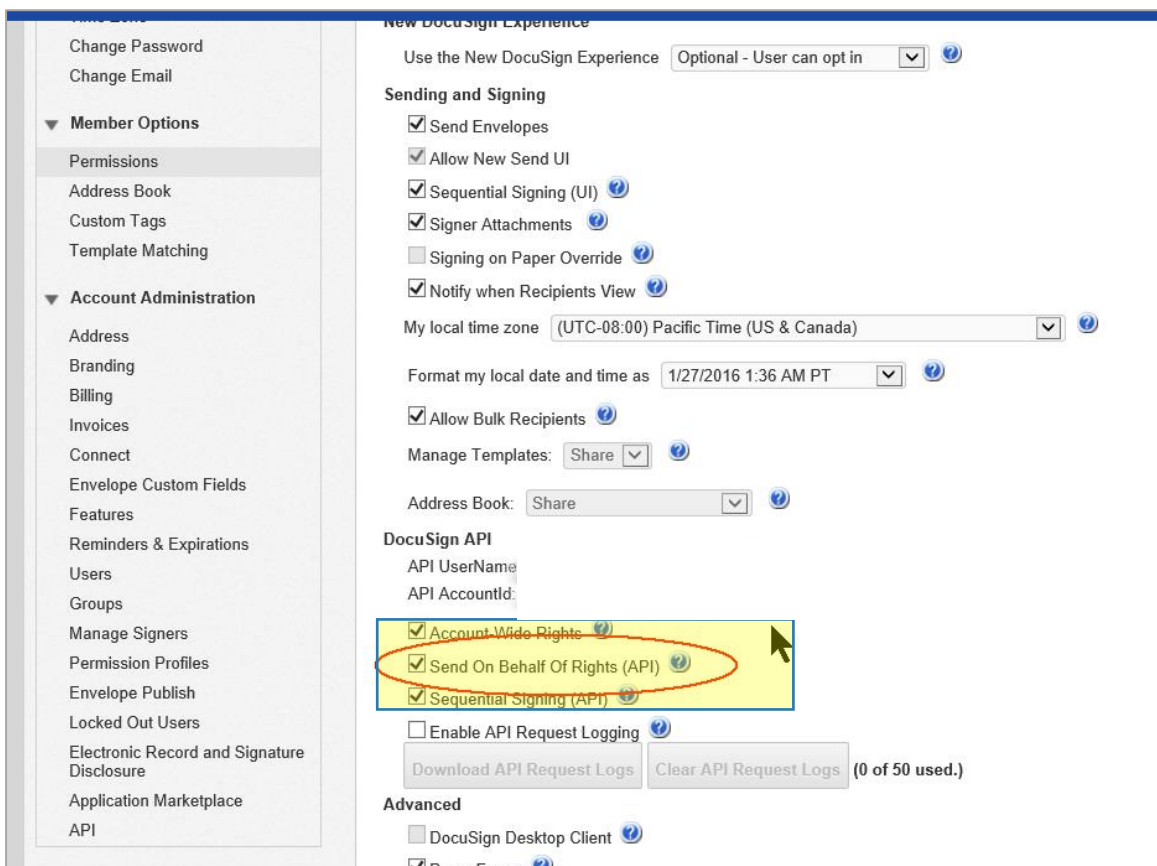 Time Zone
Change Password
Change Email
Member Options
Permissions
Address Book
Custom Tags
Template Matching
Account Administration
Address
Branding
Billing
Invoices
Connect
Envelope Custom Fields
Features
Reminders & Expirations
Users
Groups
Manage Signers
Permission Profiles
Envelope Publish
Locked Out Users
Electronic Record and Signature
Disclosure
Application Marketplace
API
New DocuSign Experience
Use the New DocuSign Experience Optional - User can opt in
Sending and Signing
Send Envelopes
Allow New Send UI
Sequential Signing (UI)
Signer Attachments
Signing on Paper Override
Notify when Recipients View
My local time zone (UTC-08:00) Pacific Time (US & Canada)
Format my local date and time as 1/27/2016 1:36 AM PT
Allow Bulk Recipients
Manage Templates: Share
Address Book: Share
DocuSign API
API UserName
API AccountId:
Account-Wide Rights
Send On Behalf Of Rights (API)
Sequential Signing (API)
Enable API Request Logging
Download API Request Logs Clear API Request Logs (0 of 50 used.)
Advanced
DocuSign Desktop Client